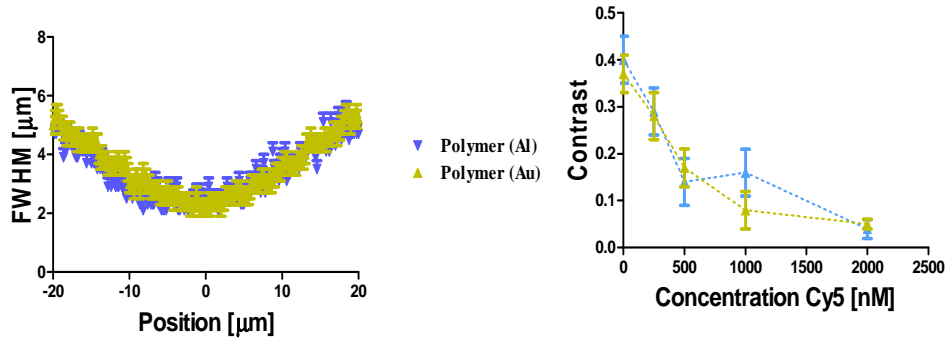 FWHM [μm]
8
6
4
2
0
-20 -10 0 10 20
Position [μm]
Polymer (Al)
Polymer (Au)
Contrast
0.5
0.4
0.3
0.2
0.1
0.0
0 500 1000 1500 2000 2500
Concentration Cy5 [nM]